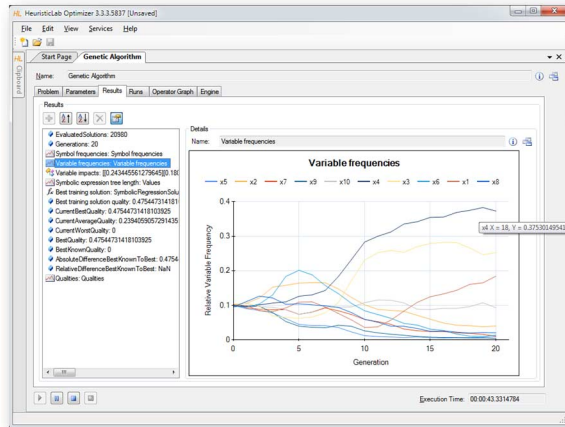 HeuristicLab Optimizer 3.3.3.5837 [Unsaved]
File Edit View Services Help
Start Page Genetic Algorithm
Clipboard
Name: Genetic Algorithm
Problem Parameters Results Runs Operator Graph Engine
Results
EvaluatedSolutions: 20980
Generations: 20
Symbol frequencies: Symbol frequencies
Variable frequencies: Variable frequencies
Variable impacts: [[0.243445561279645][0.180
Symbolic expression tree length: Values
Best training solution: SymbolicRegressionSolu
Best training solution quality: 0.4754473141810
CurrentBestQuality: 0.47544731418103925
CurrentAverageQuality: 0.2394059057291435
CurrentWorstQuality: 0
BestQuality: 0.47544731418103925
BestKnownQuality: 0
AbsoluteDifferenceBestKnownToBest: 0.4754
RelativeDifferenceBestKnownToBest: NaN
Qualities: Qualities
Details
Name: Variable frequencies
Variable frequencies
x5 x2 x7 x9 x10 x4 x3 x6 x1 x8
Relative Variable Frequency
0.4
0.3
0.2
0.1
0
0 5 10 15 20
Generation
x4 X = 18, Y = 0.3753014954
Execution Time: 00:00:43.3314784